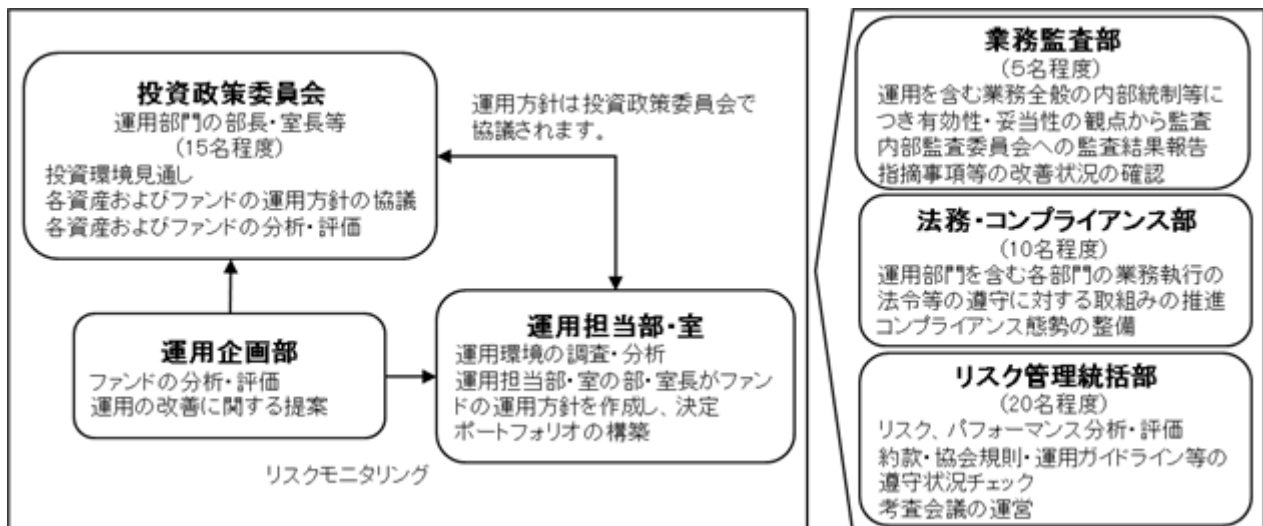 投資政策委員会
運用部門の部長・室長等
(15名程度)
投資環境見通し
各資産およびファンドの運用方針の協議
各資産およびファンドの分析・評価
運用方針は投資政策委員会で
協議されます。
運用企画部
ファンドの分析・評価
運用の改善に関する提案
運用担当部・室
運用環境の調査・分析
運用担当部・室の部・室長がファン
ドの運用方針を作成し、決定
ポートフォリオの構築
リスクモニタリング
業務監査部
(5名程度)
運用を含む業務全般の内部統制等に
つき有効性・妥当性の観点から監査
内部監査委員会への監査結果報告
指摘事項等の改善状況の確認
法務・コンプライアンス部
(10名程度)
運用部門を含む各部門の業務執行の
法令等の遵守に対する取組みの推進
コンプライアンス態勢の整備
リスク管理統括部
(20名程度)
リスク、パフォーマンス分析・評価
約款・協会規則・運用ガイドライン等の
遵守状況チェック
考査会議の運営